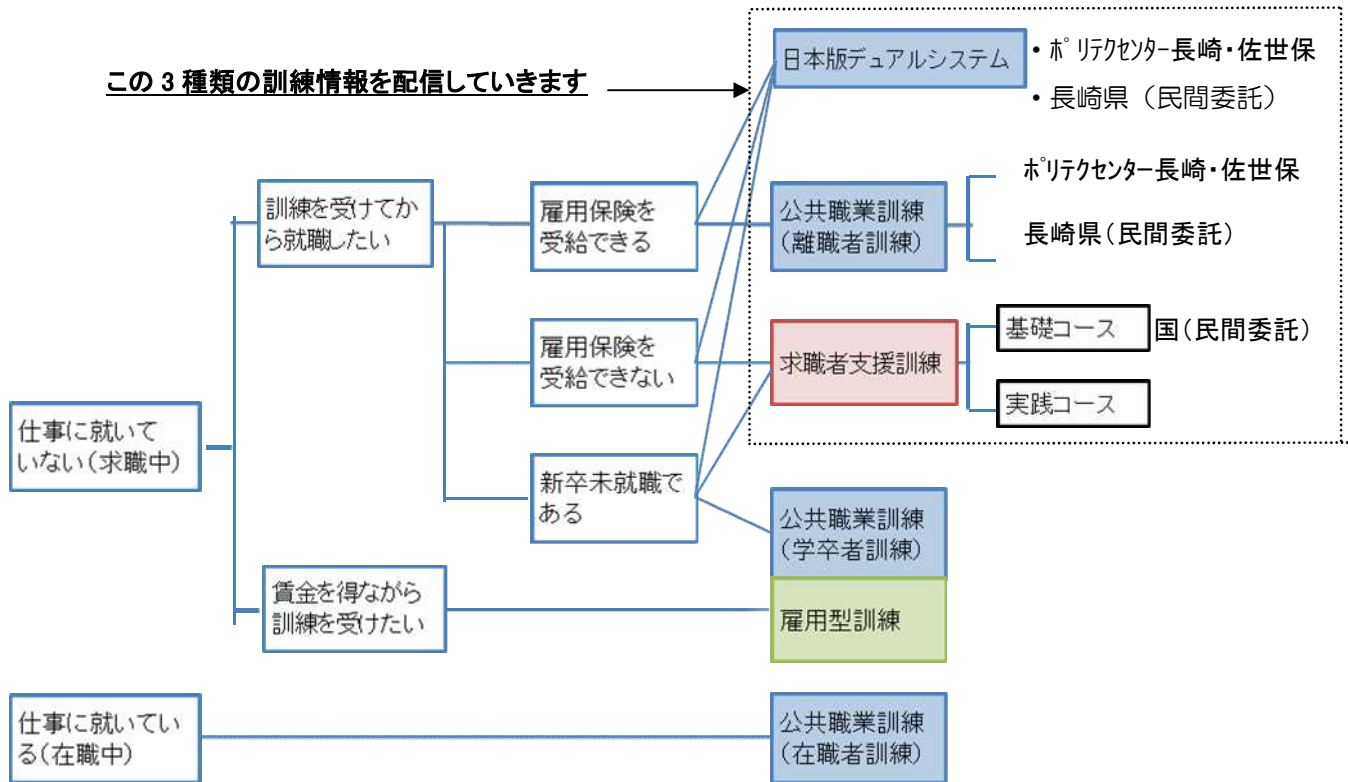 日本版デュアルシステム
・ポリテクセンター長崎・佐世保
・長崎県（民間委託）
この３種類の訓練情報を配信していきます
ポリテクセンター長崎・佐世保
長崎県（民間委託）
訓練を受けてか
ら就職したい
雇用保険を
受給できる
公共職業訓練
(離職者訓練)
雇用保険を
受給できない
求職者支援訓練
基礎コース
国（民間委託）
実践コース
仕事に就いて
いない(求職中)
新卒未就職で
ある
公共職業訓練
(学卒者訓練)
賃金を得ながら
訓練を受けたい
雇用型訓練
仕事に就いてい
る(在職中)
公共職業訓練
(在職者訓練)